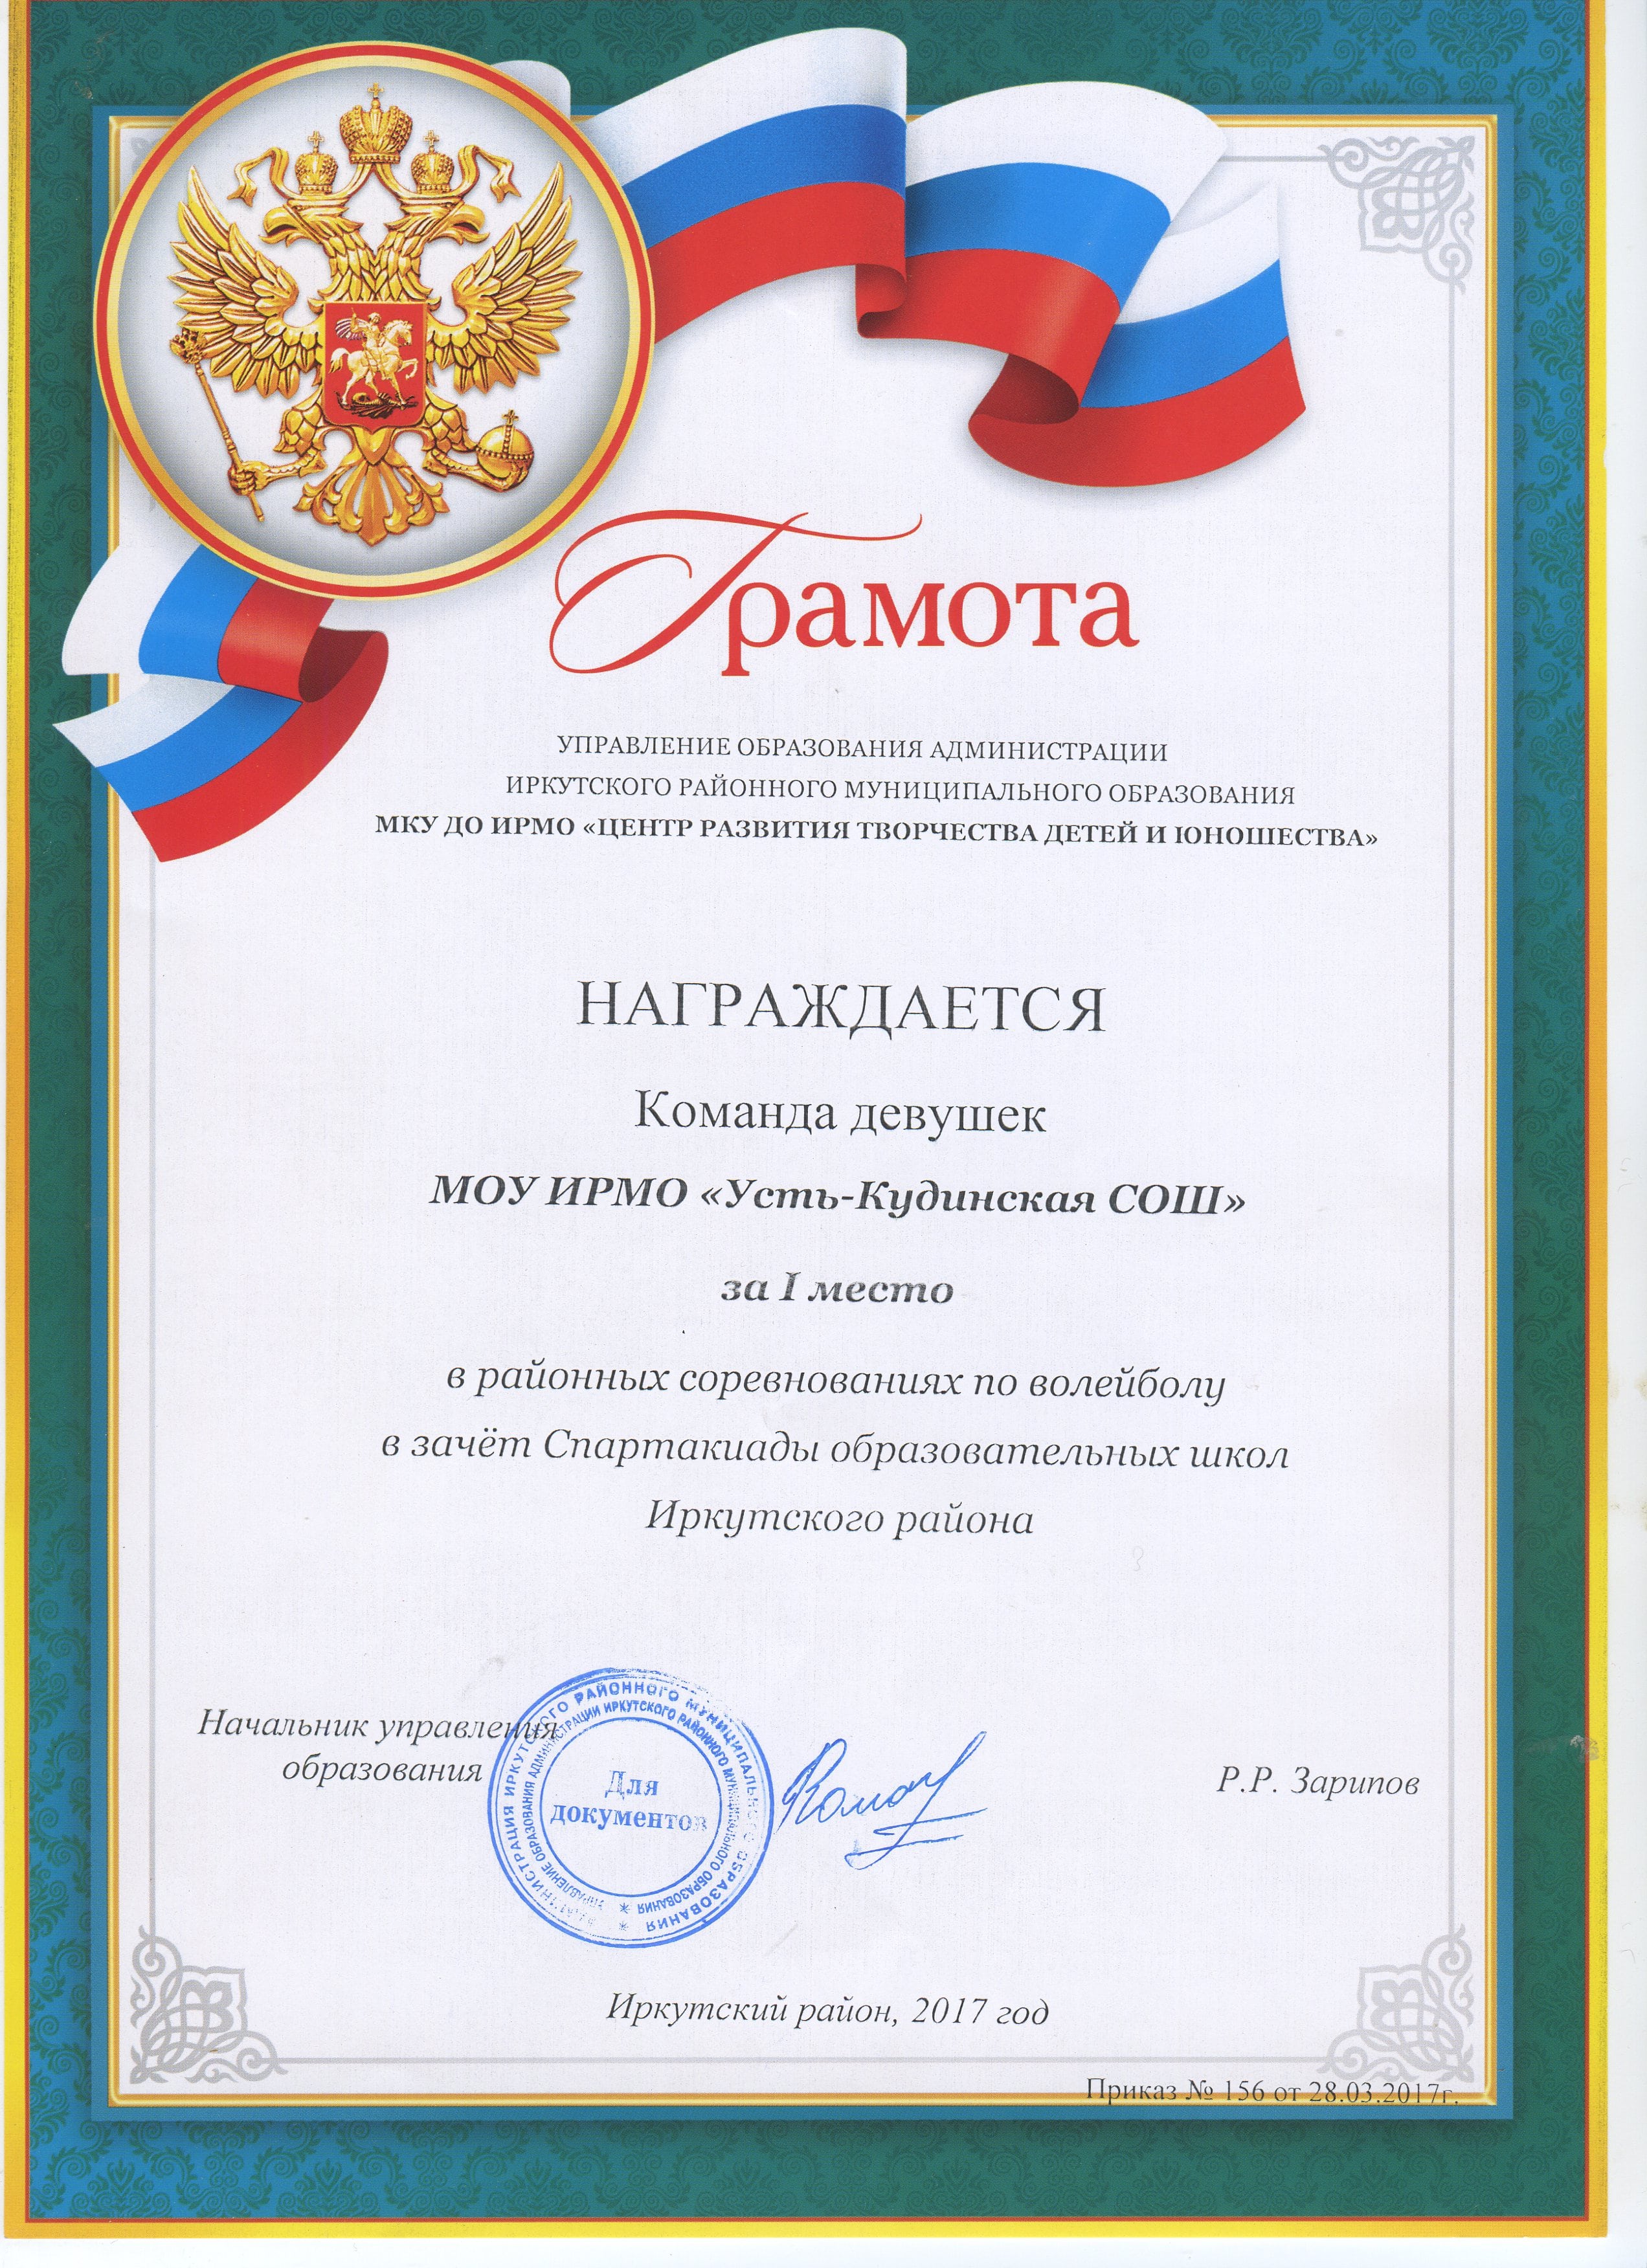 Грамота
УПРАВЛЕНИЕ ОБРАЗОВАНИЯ АДМИНИСТРАЦИИ
ИРКУТСКОГО РАЙОННОГО МУНИЦИПАЛЬНОГО ОБРАЗОВАНИЯ
МКУ ДО ИРМО «ЦЕНТР РАЗВИТИЯ ТВОРЧЕСТВА ДЕТЕЙ И ЮНОШЕСТВА»
НАГРАЖДАЕТСЯ
Команда девушек
МОУ ИРМО «Усть-Кудинская СОШ»
за I место
в районных соревнованиях по волейболу
в зачёт Спартакиады образовательных школ
Иркутского района
Начальник управления
образования
АДМИНИСТРАЦИЯ ИРКУТСКОГО РАЙОННОГО МУНИЦИПАЛЬНОГО ОБРАЗОВАНИЯ
УПРАВЛЕНИЕ ОБРАЗОВАНИЯ АДМИНИСТРАЦИИ ИРКУТСКОГО РАЙОННОГО МУНИЦИПАЛЬНОГО ОБРАЗОВАНИЯ
Для
документов
Р.Р. Зарипов
Иркутский район, 2017 год
Приказ № 156 от 28.03.2017г.